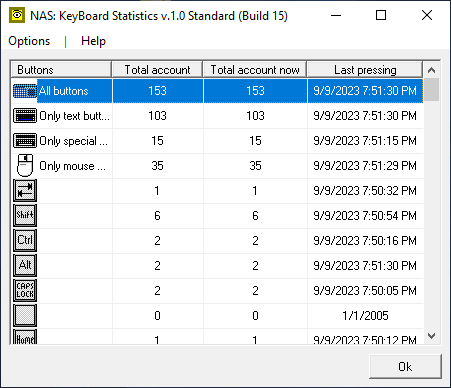 NAS: KeyBoard Statistics v.1.0 Standard (Build 15)
Options | Help
Buttons Total account Total account now Last pressing
All buttons 153 153 9/9/2023 7:51:30 PM
Only text butt... 103 103 9/9/2023 7:51:30 PM
Only special ... 15 15 9/9/2023 7:51:15 PM
Only mouse ... 35 35 9/9/2023 7:51:29 PM
1 1 9/9/2023 7:50:32 PM
Shift 6 6 9/9/2023 7:50:54 PM
Ctrl 2 2 9/9/2023 7:50:16 PM
Alt 2 2 9/9/2023 7:51:30 PM
CAPS LOCK 2 2 9/9/2023 7:50:05 PM
0 0 1/1/2005
Home 1 1 9/9/2023 7:50:12 PM
Ok